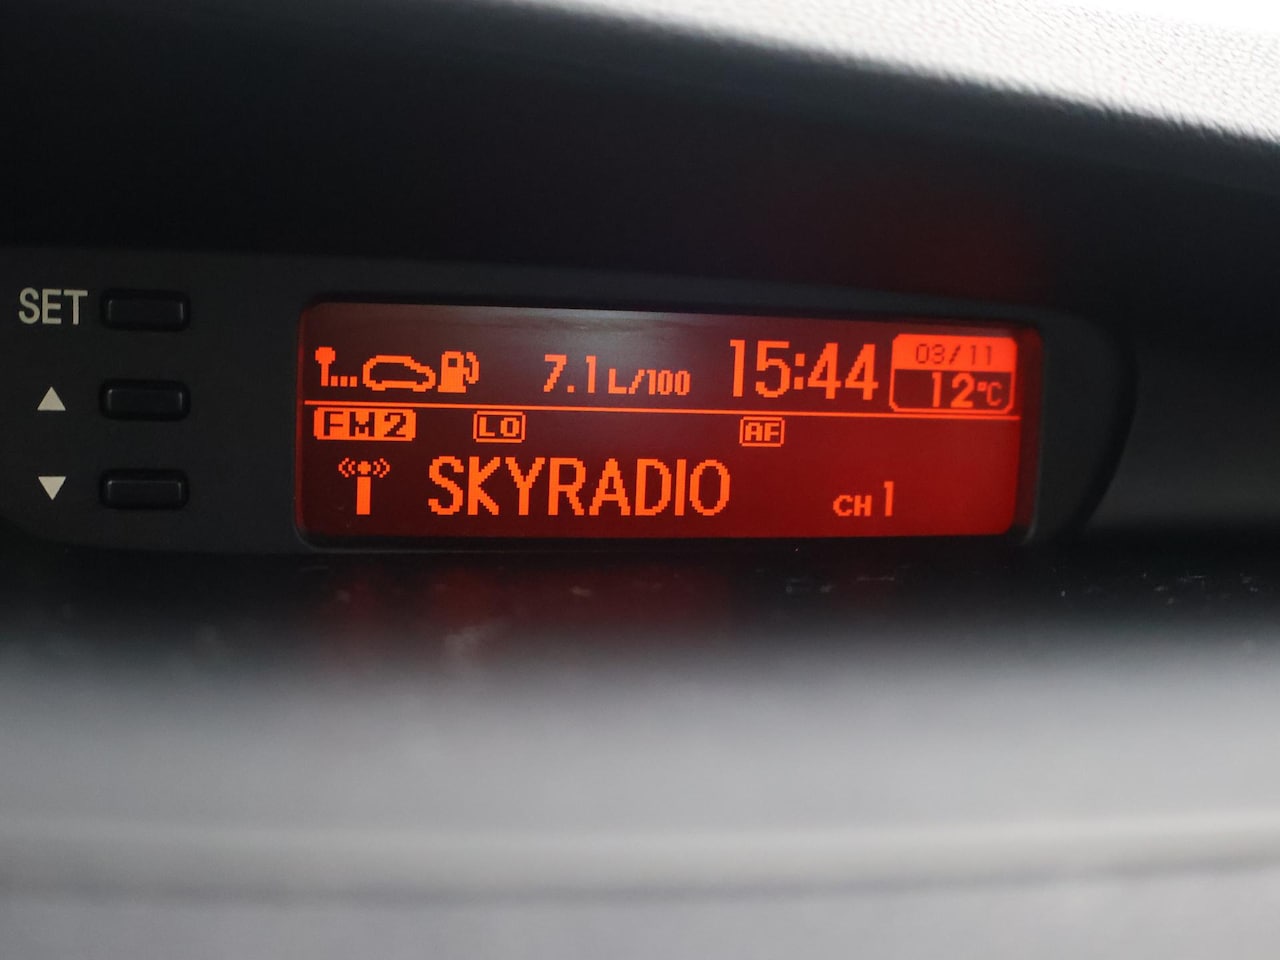 SET
7.1 L/100 15:44 03/11
12°C
FM2 LO AF
SKYRADIO CH 1